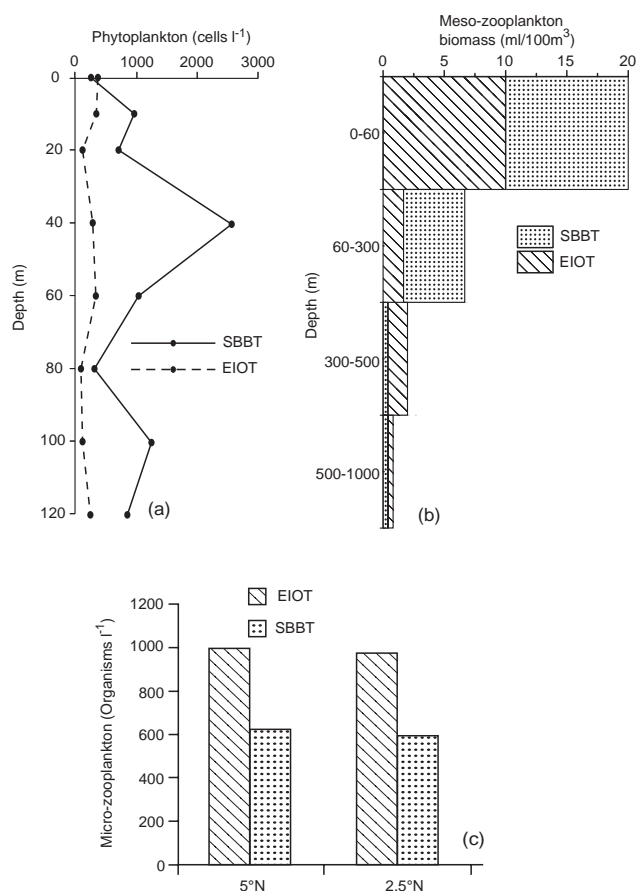 Phytoplankton (cells l⁻¹)
0 1000 2000 3000
0
20
40
60
80
100
120
Depth (m)
SBBT
EIOT
(a)
Meso-zooplankton
biomass (ml/100m³)
0 5 10 15 20
0-60
60-300
300-500
500-1000
Depth (m)
SBBT
EIOT
(b)
EIOT
SBBT
1200
1000
800
600
400
200
0
Micro-zooplankton (Organisms l⁻¹)
5°N 2.5°N
(c)